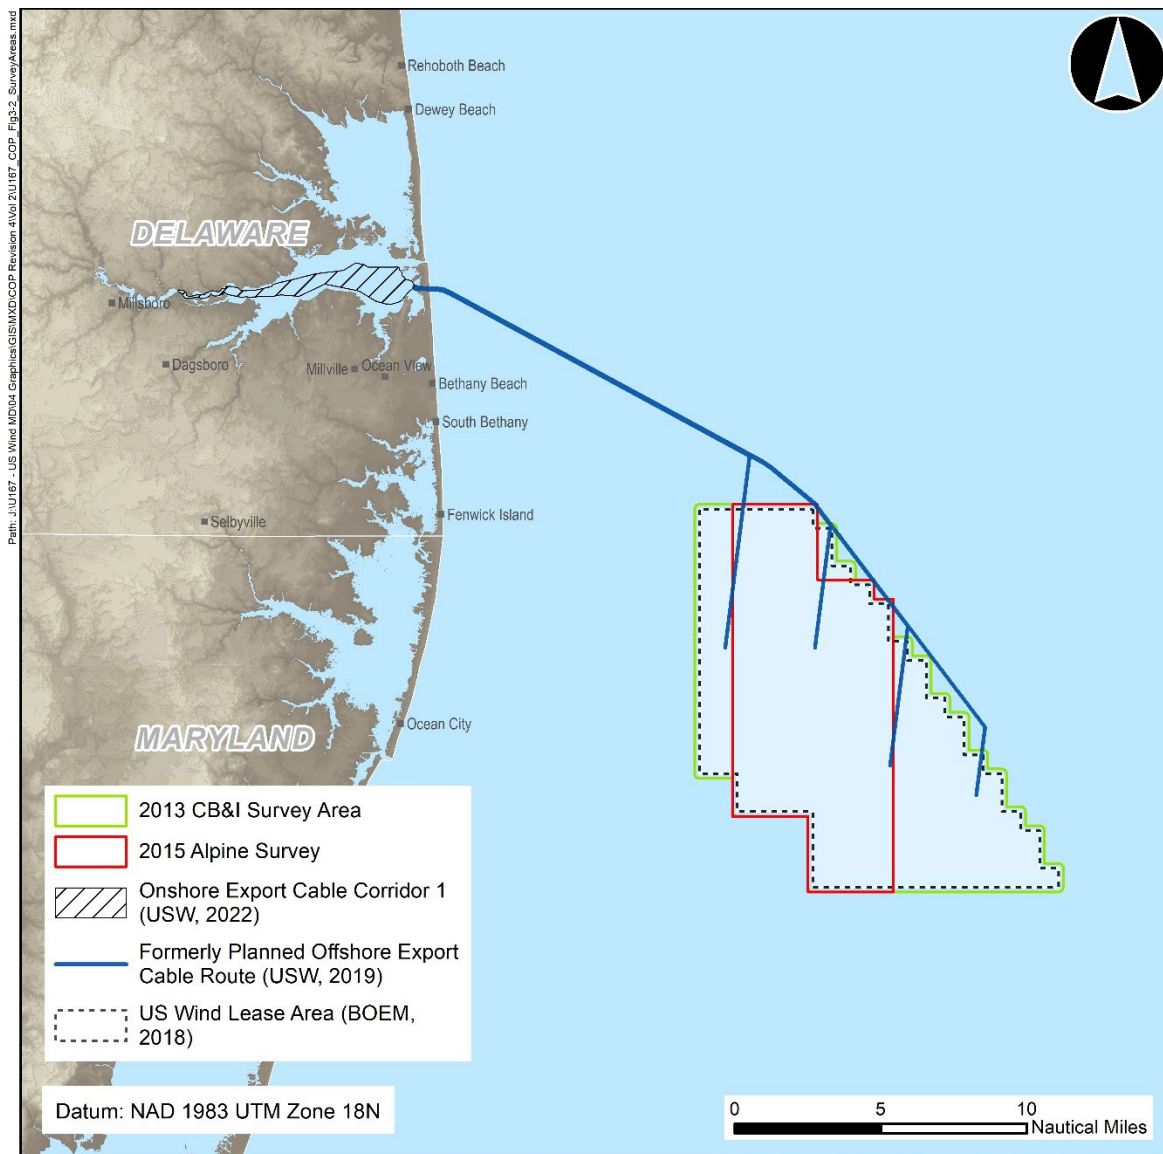 Path: J:\U167 - US Wind MD\04 Graphics\GIS\MXD\COP Revision 4\Vol 2\U167_COP_Fig3-2_SurveyAreas.mxd
Rehoboth Beach
Dewey Beach
DELAWARE
Millsboro
Dagsboro
Millville
Ocean View
Bethany Beach
South Bethany
Fenwick Island
Selbyville
Ocean City
MARYLAND
2013 CB&I Survey Area
2015 Alpine Survey
Onshore Export Cable Corridor 1
(USW, 2022)
Formerly Planned Offshore Export
Cable Route (USW, 2019)
US Wind Lease Area (BOEM,
2018)
Datum: NAD 1983 UTM Zone 18N
0 5 10
Nautical Miles